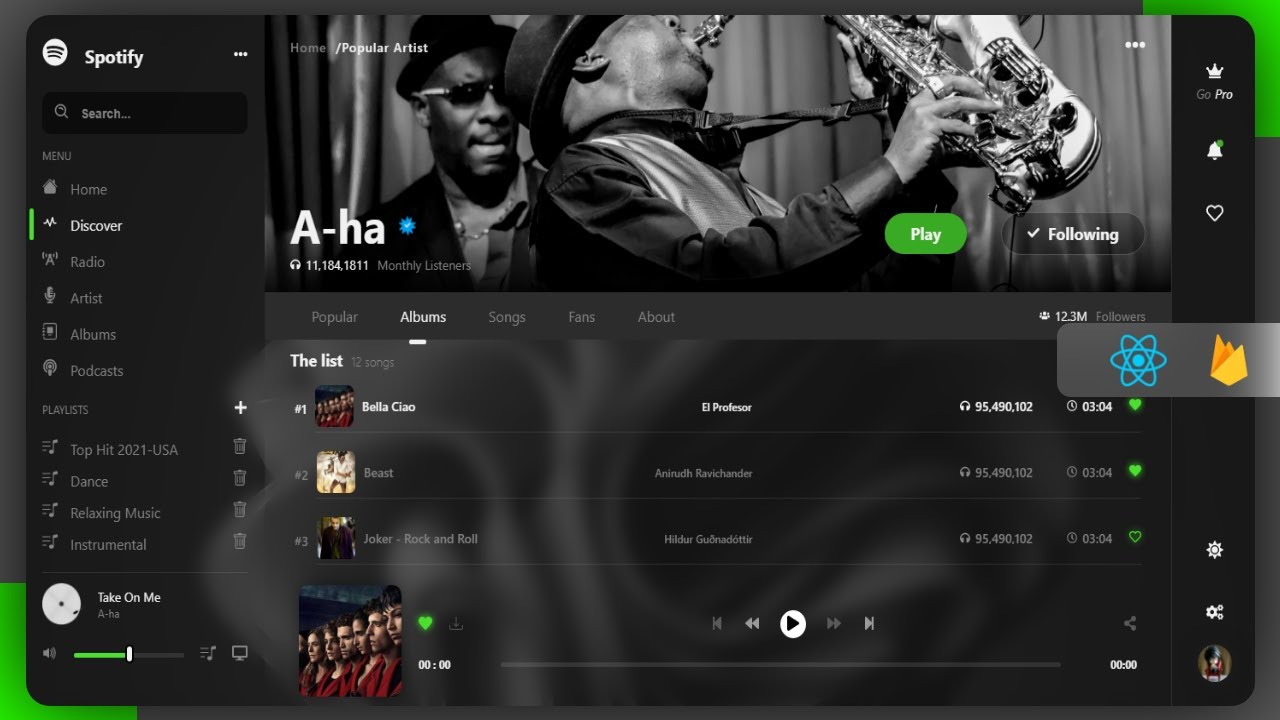 Spotify
Search...
MENU
Home
Discover
Radio
Artist
Albums
Podcasts
PLAYLISTS
Top Hit 2021-USA
Dance
Relaxing Music
Instrumental
Take On Me
A-ha
Home /Popular Artist
A-ha
11,184,1811 Monthly Listeners
Play
Following
Popular Albums Songs Fans About 12.3M Followers
The list 12 songs
#1 Bella Ciao El Profesor 95,490,102 03:04
#2 Beast Anirudh Ravichander 95,490,102 03:04
#3 Joker - Rock and Roll Hildur Guðnadóttir 95,490,102 03:04
00 : 00 00:00
Go Pro